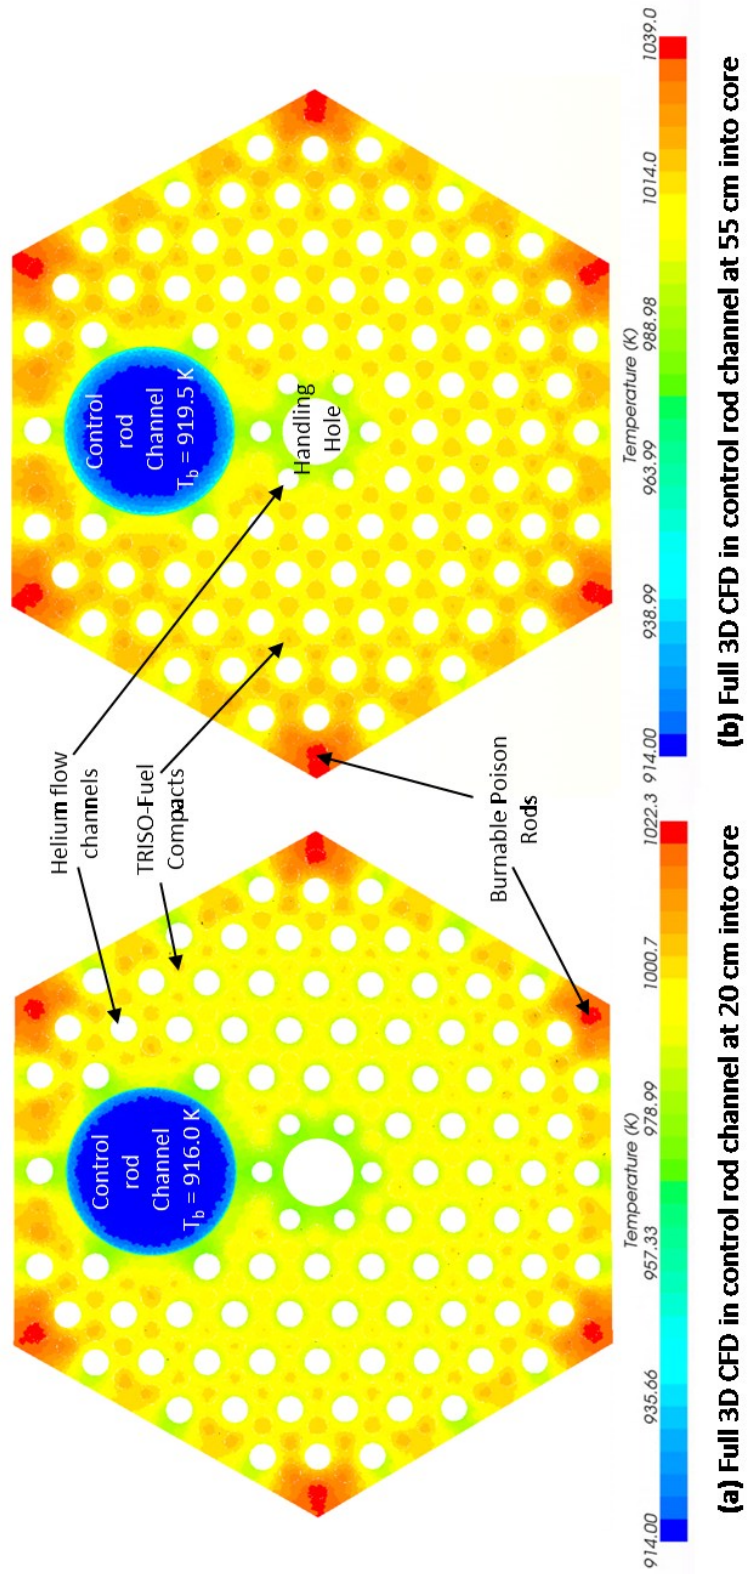 Helium flow
channels
TRISO-Fuel
Compacts
Burnable Poison
Rods
Control
rod
Channel
T_b = 916.0 K
Control
rod
Channel
T_b = 919.5 K
Handling
Hole
Temperature (K)
914.00 935.66 957.33 978.99 1000.7 1022.3
(a) Full 3D CFD in control rod channel at 20 cm into core
Temperature (K)
914.00 938.99 963.99 988.98 1014.0 1039.0
(b) Full 3D CFD in control rod channel at 55 cm into core